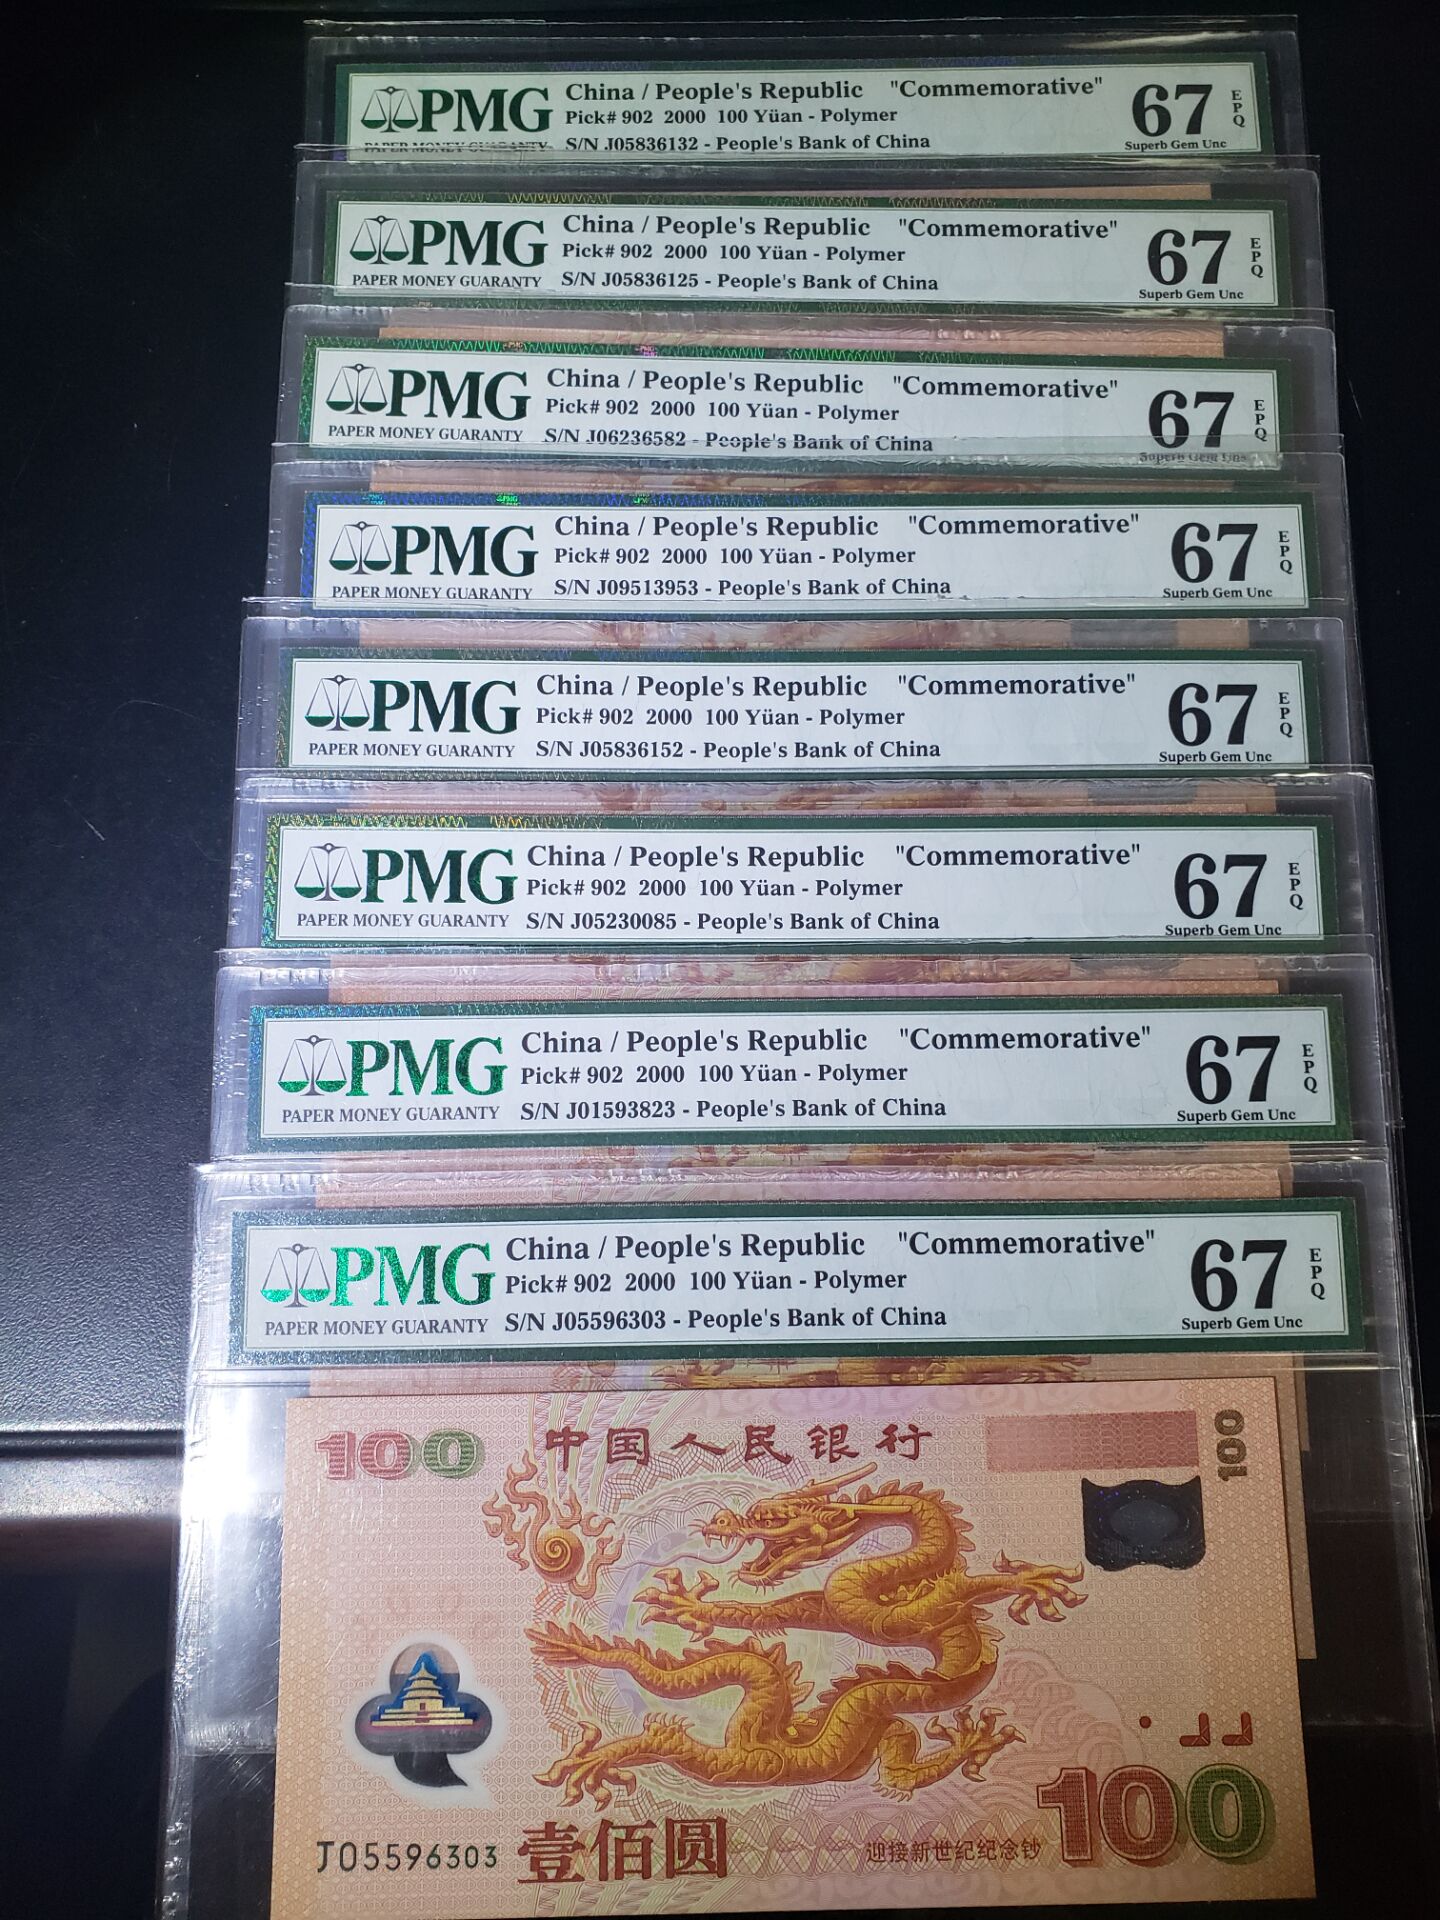 PMG
PAPER MONEY GUARANTY
China / People's Republic "Commemorative"
Pick# 902 2000 100 Yüan - Polymer
S/N J05836132 - People's Bank of China
67
EPQ
Superb Gem Unc
PMG
PAPER MONEY GUARANTY
China / People's Republic "Commemorative"
Pick# 902 2000 100 Yüan - Polymer
S/N J05836125 - People's Bank of China
67
EPQ
Superb Gem Unc
PMG
PAPER MONEY GUARANTY
China / People's Republic "Commemorative"
Pick# 902 2000 100 Yüan - Polymer
S/N J06236582 - People's Bank of China
67
EPQ
Superb Gem Unc
PMG
PAPER MONEY GUARANTY
China / People's Republic "Commemorative"
Pick# 902 2000 100 Yüan - Polymer
S/N J09513953 - People's Bank of China
67
EPQ
Superb Gem Unc
PMG
PAPER MONEY GUARANTY
China / People's Republic "Commemorative"
Pick# 902 2000 100 Yüan - Polymer
S/N J05836152 - People's Bank of China
67
EPQ
Superb Gem Unc
PMG
PAPER MONEY GUARANTY
China / People's Republic "Commemorative"
Pick# 902 2000 100 Yüan - Polymer
S/N J05230085 - People's Bank of China
67
EPQ
Superb Gem Unc
PMG
PAPER MONEY GUARANTY
China / People's Republic "Commemorative"
Pick# 902 2000 100 Yüan - Polymer
S/N J01593823 - People's Bank of China
67
EPQ
Superb Gem Unc
PMG
PAPER MONEY GUARANTY
China / People's Republic "Commemorative"
Pick# 902 2000 100 Yüan - Polymer
S/N J05596303 - People's Bank of China
67
EPQ
Superb Gem Unc
100
中国人民银行
100
100
J05596303
壹佰圆
迎接新世纪纪念钞